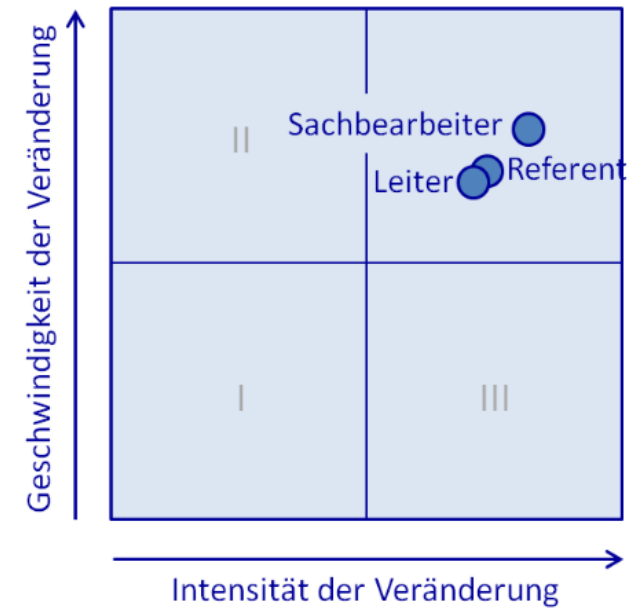 Geschwindigkeit der Veränderung
II
Sachbearbeiter
Referent
Leiter
I
III
Intensität der Veränderung